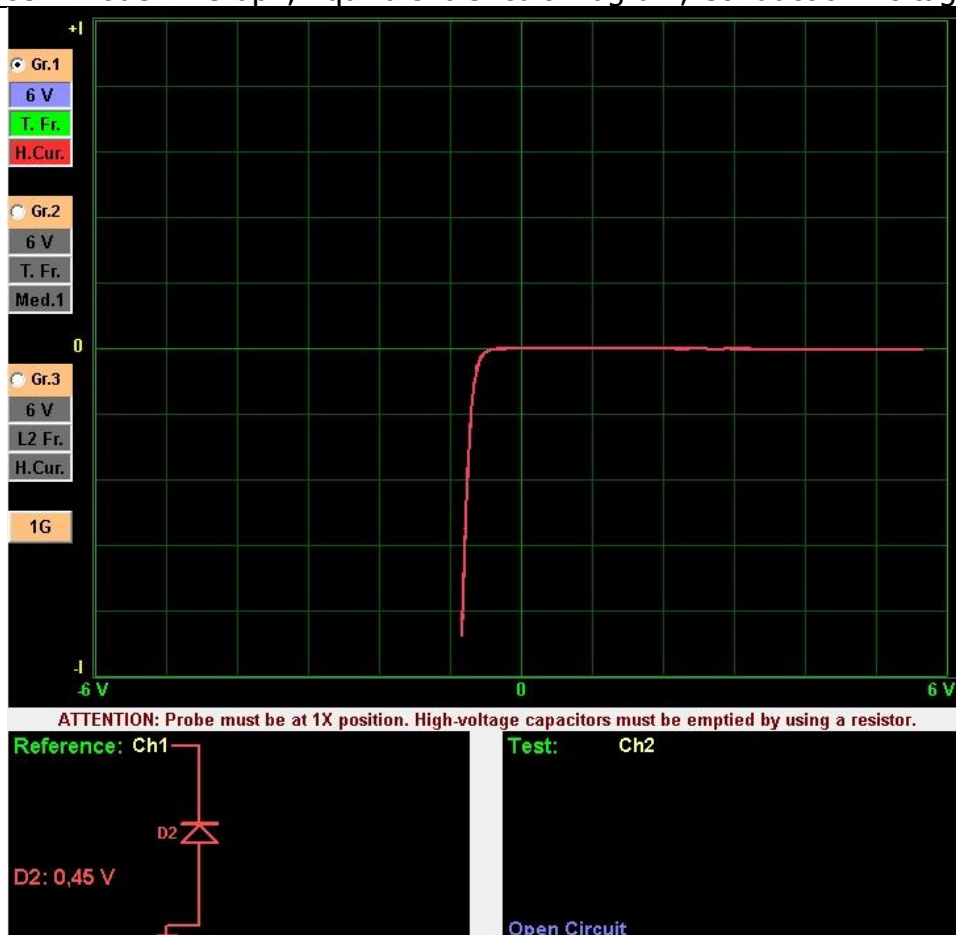 +I
Gr.1
6 V
T. Fr.
H.Cur.
Gr.2
6 V
T. Fr.
Med.1
0
Gr.3
6 V
L2 Fr.
H.Cur.
1G
-I
-6 V
0
6 V
ATTENTION: Probe must be at 1X position. High-voltage capacitors must be emptied by using a resistor.
Reference: Ch1
Test: Ch2
D2
D2: 0,45 V
Open Circuit